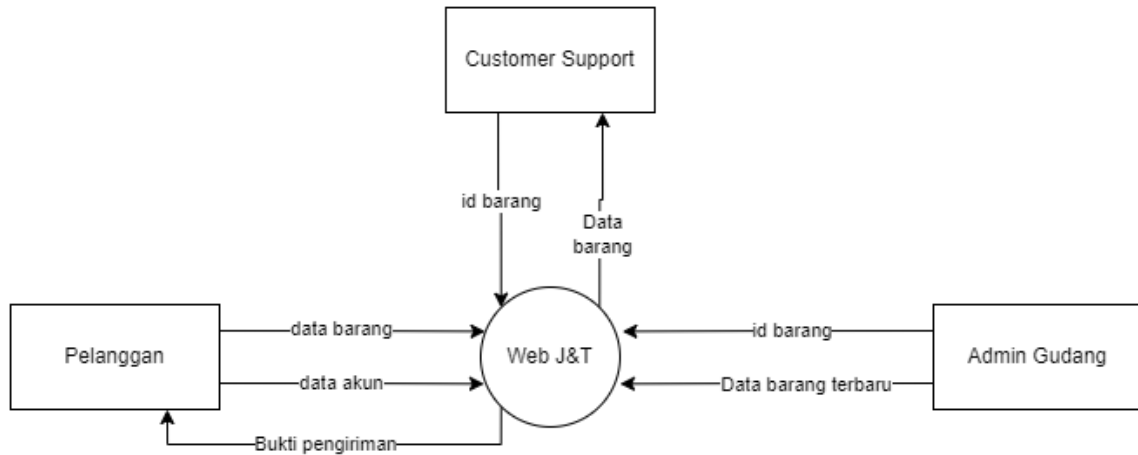 Customer Support
id barang
Data
barang
Pelanggan
data barang
data akun
Bukti pengiriman
Web J&T
id barang
Data barang terbaru
Admin Gudang